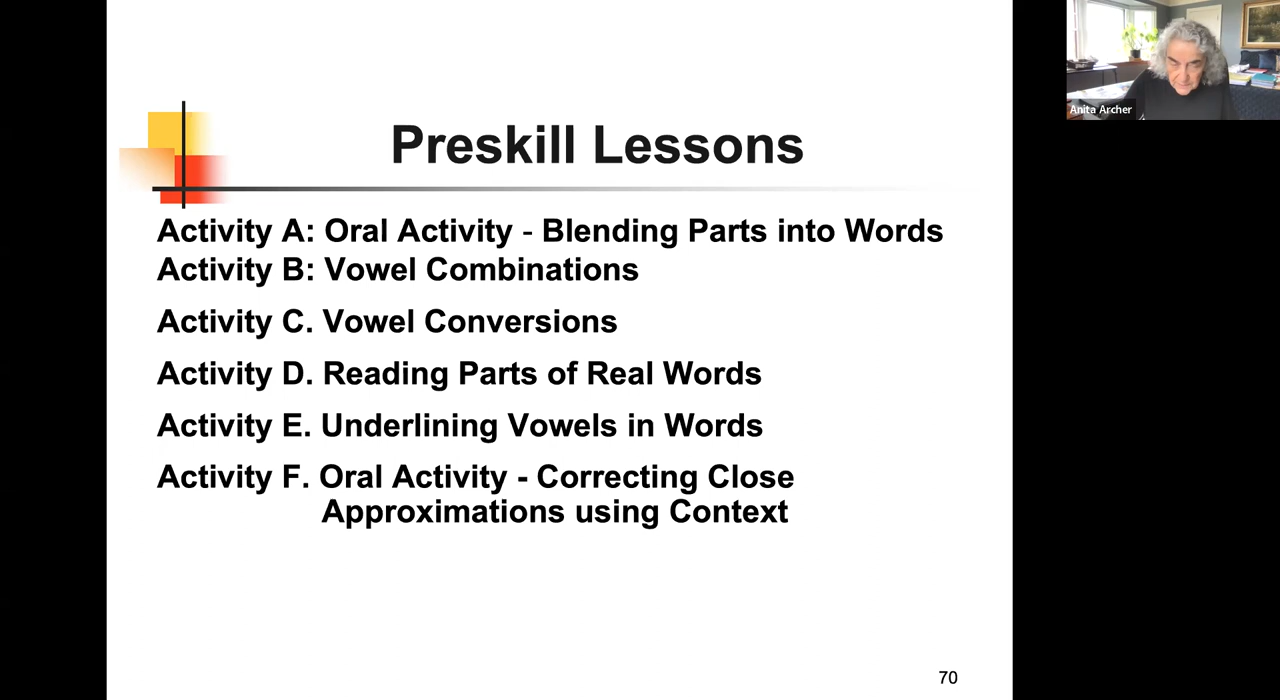 Preskill Lessons
Activity A: Oral Activity - Blending Parts into Words
Activity B: Vowel Combinations
Activity C. Vowel Conversions
Activity D. Reading Parts of Real Words
Activity E. Underlining Vowels in Words
Activity F. Oral Activity - Correcting Close
Approximations using Context
70
Anita Archer